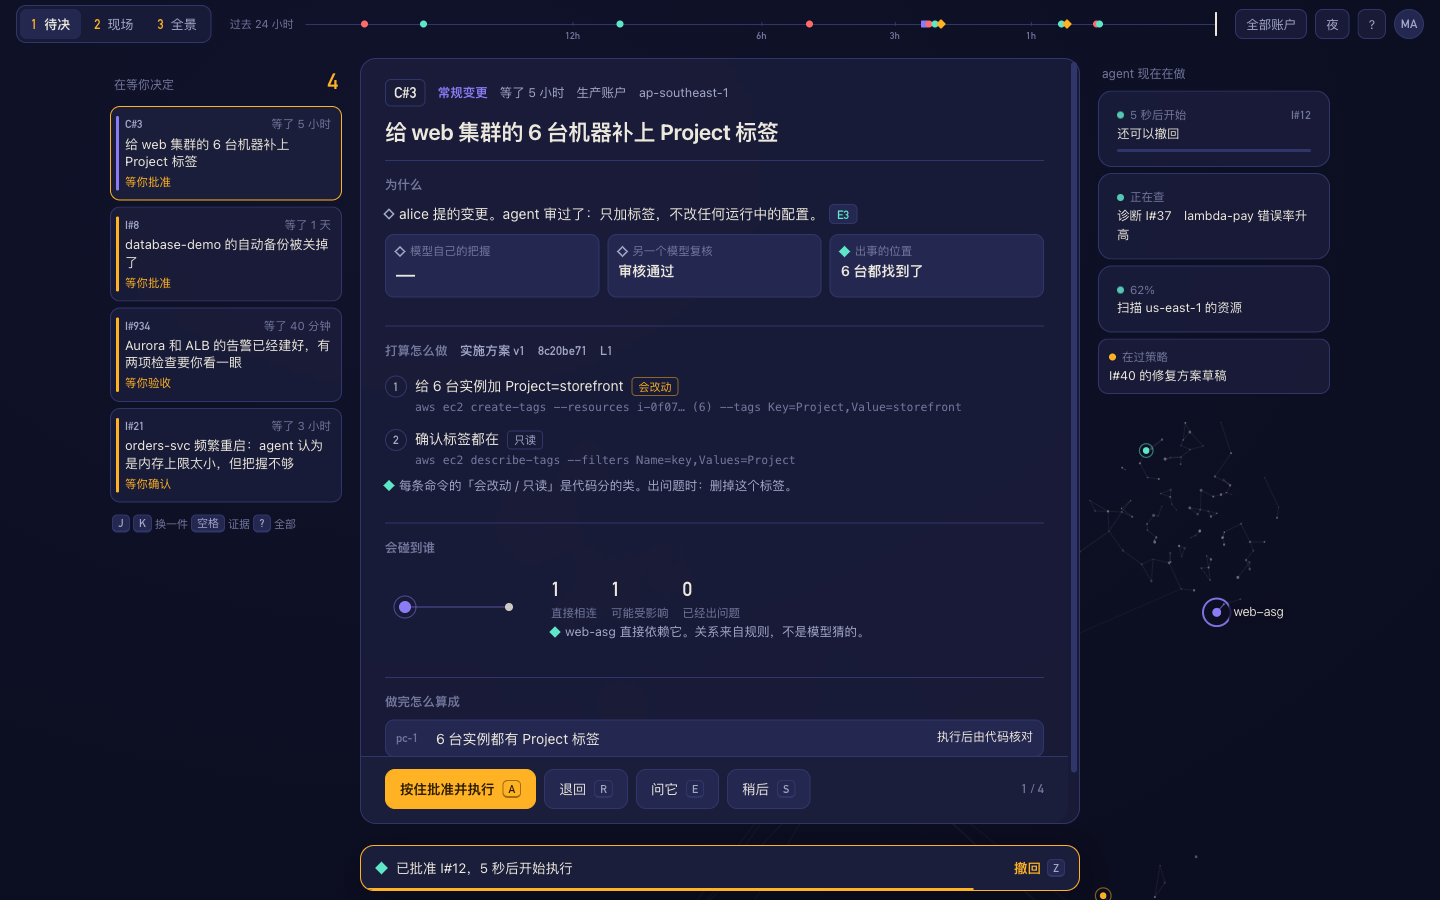 1 待决 2 现场 3 全景
过去 24 小时
12h 6h 3h 1h
全部账户 夜 ? MA
在等你决定 4
C#3 等了 5 小时
给 web 集群的 6 台机器补上
Project 标签
等你批准
I#8 等了 1 天
database-demo 的自动备份被关掉
了
等你批准
I#934 等了 40 分钟
Aurora 和 ALB 的告警已经建好，有
两项检查要你看一眼
等你验收
I#21 等了 3 小时
orders-svc 频繁重启：agent 认为
是内存上限太小，但把握不够
等你确认
J K 换一件 空格 证据 ? 全部
C#3 常规变更 等了 5 小时 生产账户 ap-southeast-1
给 web 集群的 6 台机器补上 Project 标签
为什么
alice 提的变更。agent 审过了：只加标签，不改任何运行中的配置。 E3
模型自己的把握
—
另一个模型复核
审核通过
出事的位置
6 台都找到了
打算怎么做 实施方案 v1 8c20be71 L1
1 给 6 台实例加 Project=storefront 会改动
aws ec2 create-tags --resources i-0f07… (6) --tags Key=Project,Value=storefront
2 确认标签都在 只读
aws ec2 describe-tags --filters Name=key,Values=Project
每条命令的「会改动 / 只读」是代码分的类。出问题时：删掉这个标签。
会碰到谁
1 1 0
直接相连 可能受影响 已经出问题
web-asg 直接依赖它。关系来自规则，不是模型猜的。
做完怎么算成
pc-1 6 台实例都有 Project 标签 执行后由代码核对
按住批准并执行 A 退回 R 问它 E 稍后 S 1 / 4
已批准 I#12，5 秒后开始执行 撤回 Z
agent 现在在做
5 秒后开始 I#12
还可以撤回
正在查
诊断 I#37 lambda-pay 错误率升
高
62%
扫描 us-east-1 的资源
在过策略
I#40 的修复方案草稿
web-asg